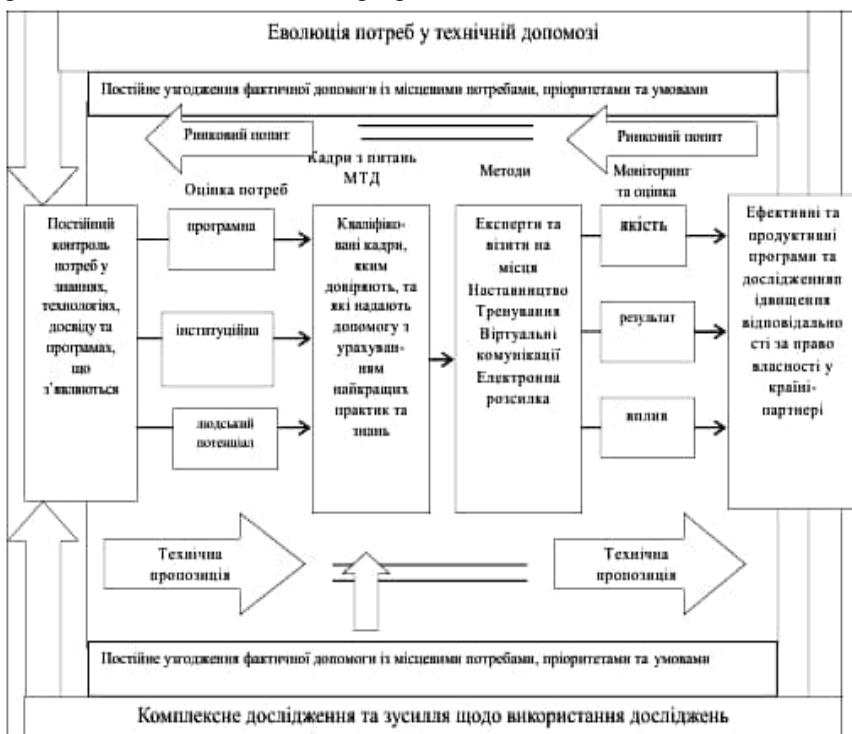 Еволюція потреб у технічній допомозі
Постійне узгодження фактичної допомоги із місцевими потребами, пріоритетами та умовами
Ринковий попит
Ринковий попит
Оцінка потреб
Кадри з питань
МТД
Методи
Моніторинг
та оцінка
Постійний
контроль
потреб у
знаннях,
технологіях,
досвіду та
програмах,
що
з'являються
програмна
інституційна
людський
потенціал
Кваліфіко-
вані кадри,
яким
довіряють, та
які надають
допомогу з
урахуван-
ням
найкращих
практик та
знань
Експерти та
візити на
місця
Наставництво
Тренування
Віртуальні
комунікації
Електронна
розсилка
якість
результат
вплив
Ефективні та
продуктивні
програми та
дослідженняп
ідвищення
відповідально
сті за право
власності у
країні-
партнері
Технічна
пропозиція
Технічна
пропозиція
Постійне узгодження фактичної допомоги із місцевими потребами, пріоритетами та умовами
Комплексне дослідження та зусилля щодо використання досліджень